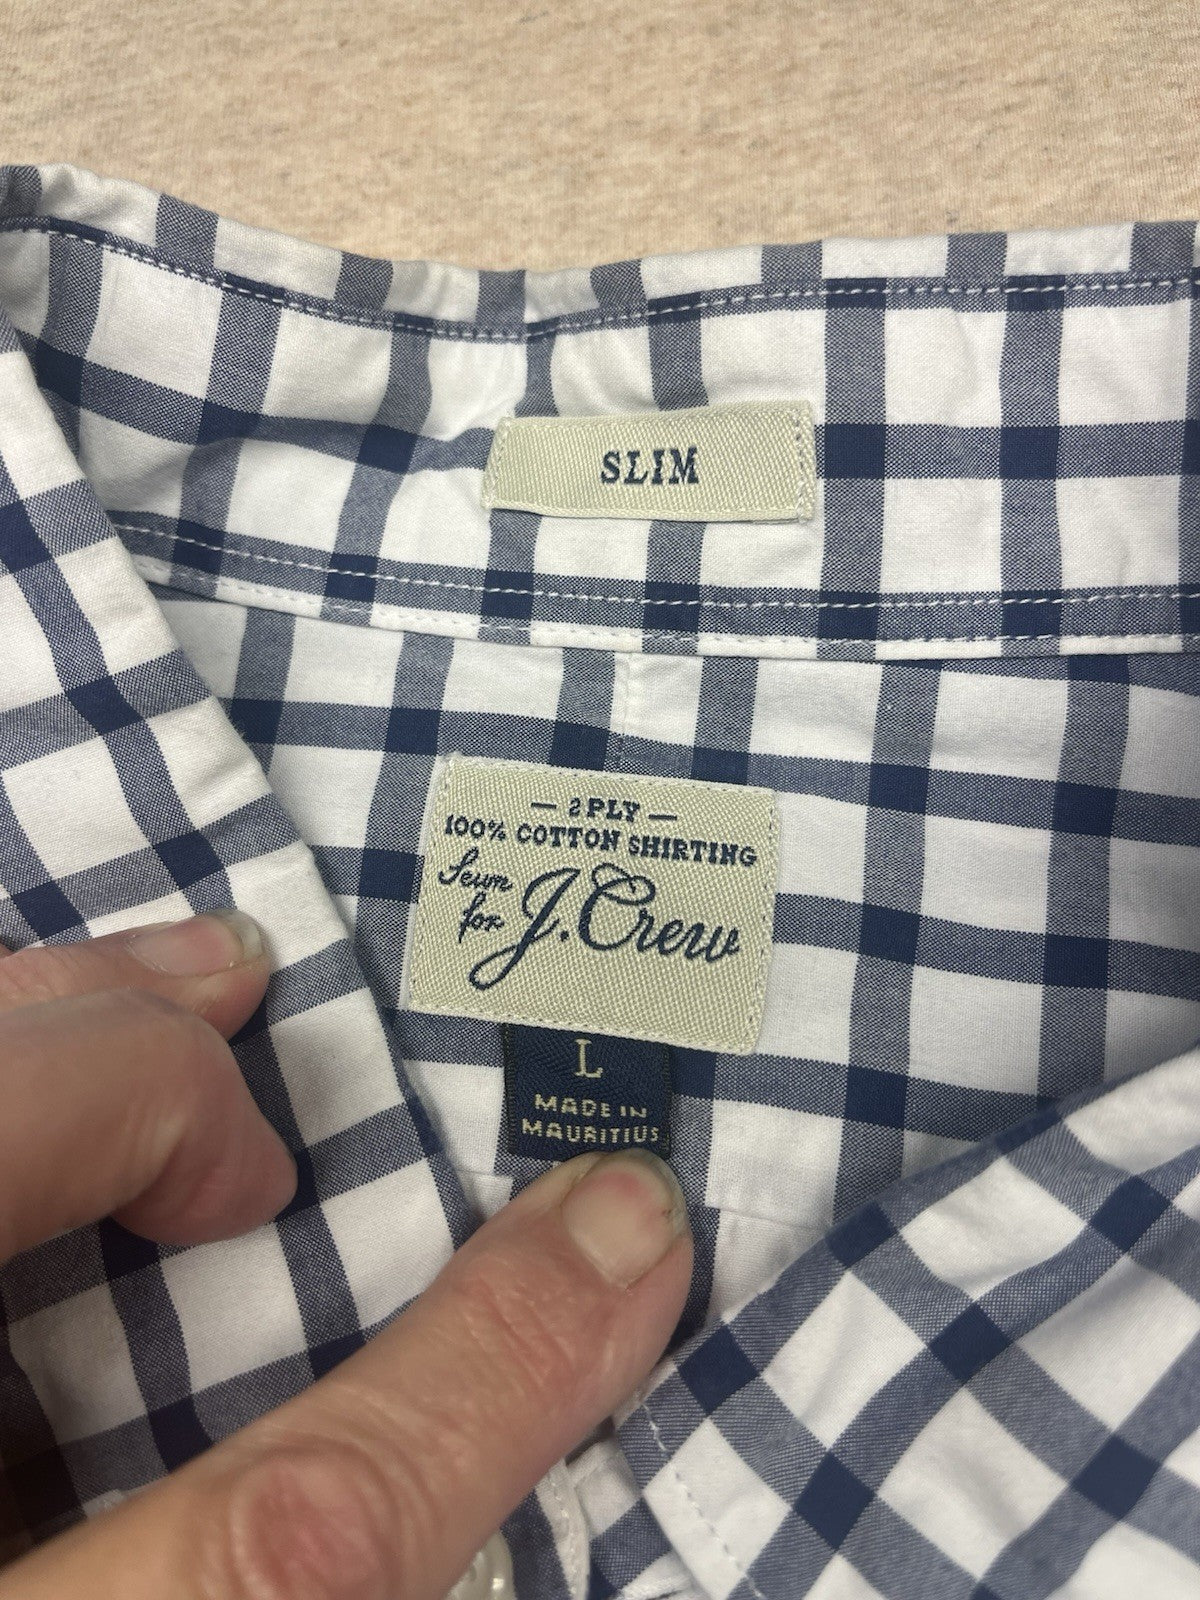 SLIM
— 2 PLY —
100% COTTON SHIRTING
Sewn
for J.Crew
L
MADE IN
MAURITIUS